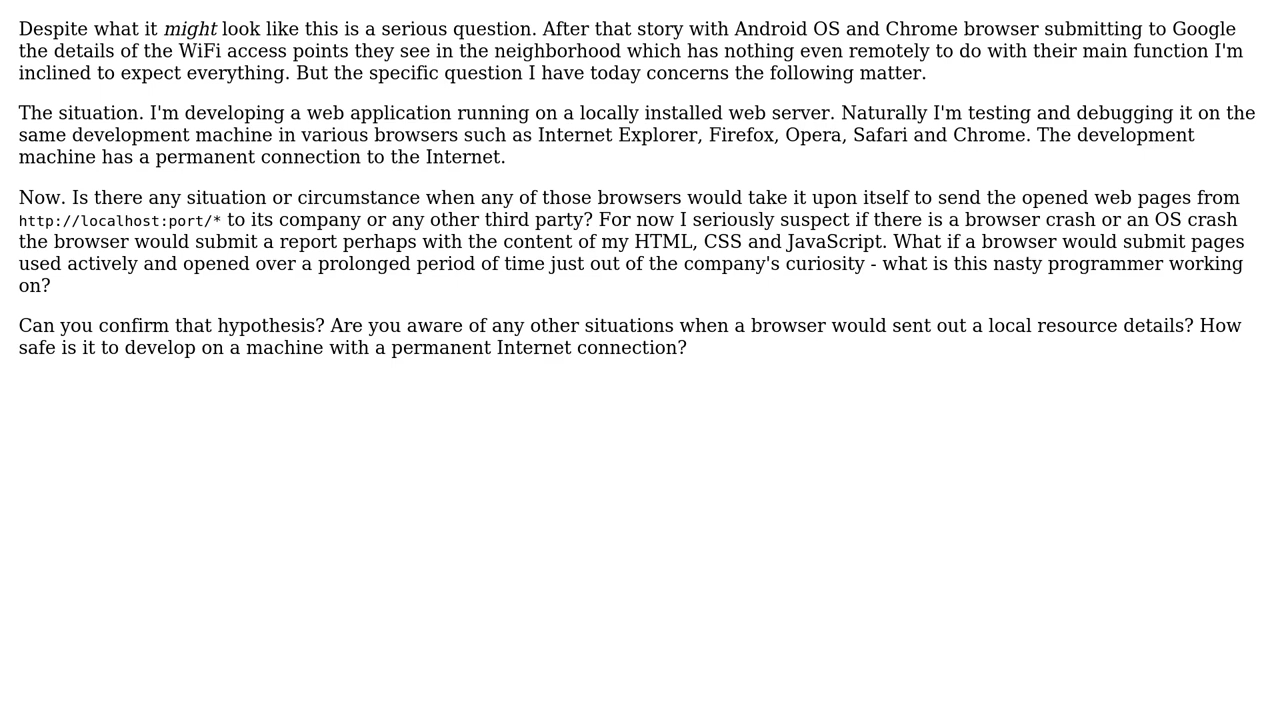 Despite what it might look like this is a serious question. After that story with Android OS and Chrome browser submitting to Google
the details of the WiFi access points they see in the neighborhood which has nothing even remotely to do with their main function I'm
inclined to expect everything. But the specific question I have today concerns the following matter.
The situation. I'm developing a web application running on a locally installed web server. Naturally I'm testing and debugging it on the
same development machine in various browsers such as Internet Explorer, Firefox, Opera, Safari and Chrome. The development
machine has a permanent connection to the Internet.
Now. Is there any situation or circumstance when any of those browsers would take it upon itself to send the opened web pages from
http://localhost:port/* to its company or any other third party? For now I seriously suspect if there is a browser crash or an OS crash
the browser would submit a report perhaps with the content of my HTML, CSS and JavaScript. What if a browser would submit pages
used actively and opened over a prolonged period of time just out of the company's curiosity - what is this nasty programmer working
on?
Can you confirm that hypothesis? Are you aware of any other situations when a browser would sent out a local resource details? How
safe is it to develop on a machine with a permanent Internet connection?